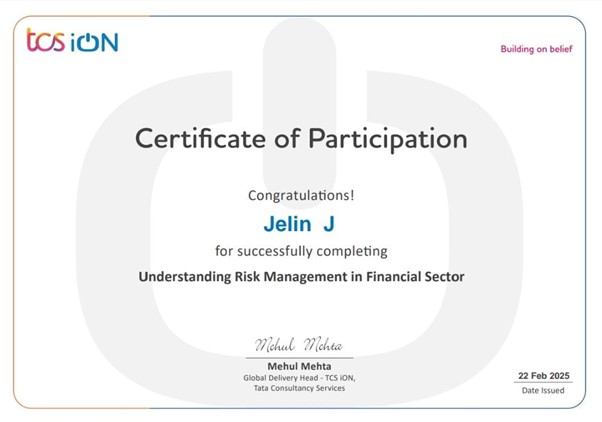 tcs iON
Building on belief
Certificate of Participation
Congratulations!
Jelin J
for successfully completing
Understanding Risk Management in Financial Sector
Mehul Mehta
Mehul Mehta
Global Delivery Head - TCS iON,
Tata Consultancy Services
22 Feb 2025
Date Issued